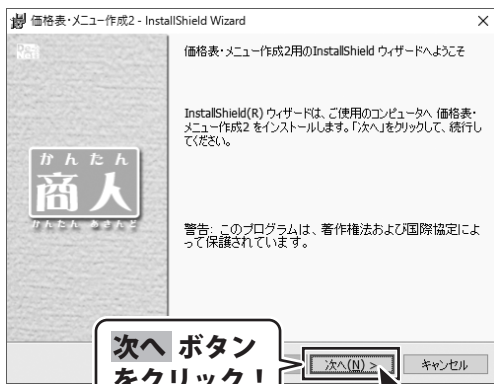 価格表・メニュー作成2 - InstallShield Wizard
価格表・メニュー作成2用のInstallShield ウィザードへようこそ
InstallShield(R) ウィザードは、ご使用のコンピュータへ 価格表・
メニュー作成2 をインストールします。「次へ」をクリックして、続行し
てください。
かんたん
商人
かんたん あきんど
警告: このプログラムは、著作権法および国際協定によ
って保護されています。
次へ ボタン
をクリック！
次へ(N) >
キャンセル